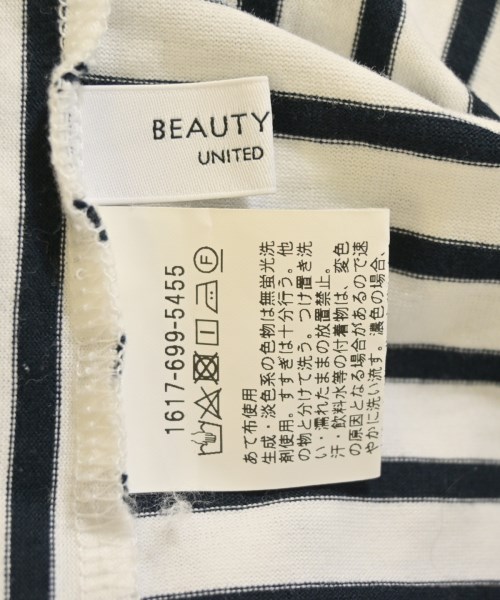 BEAUTY
UNITED
1617-699-5455
F
あて布使用
生成・淡色系の色物は無蛍光洗
剤使用。すすぎは十分行う。他
の物と分けて洗う。つけ置き洗
い・濡れたままの放置禁止。
汗・飲料水等の付着物は、変色
の原因となる場合があるので速
やかに洗い流す。濃色の場合、